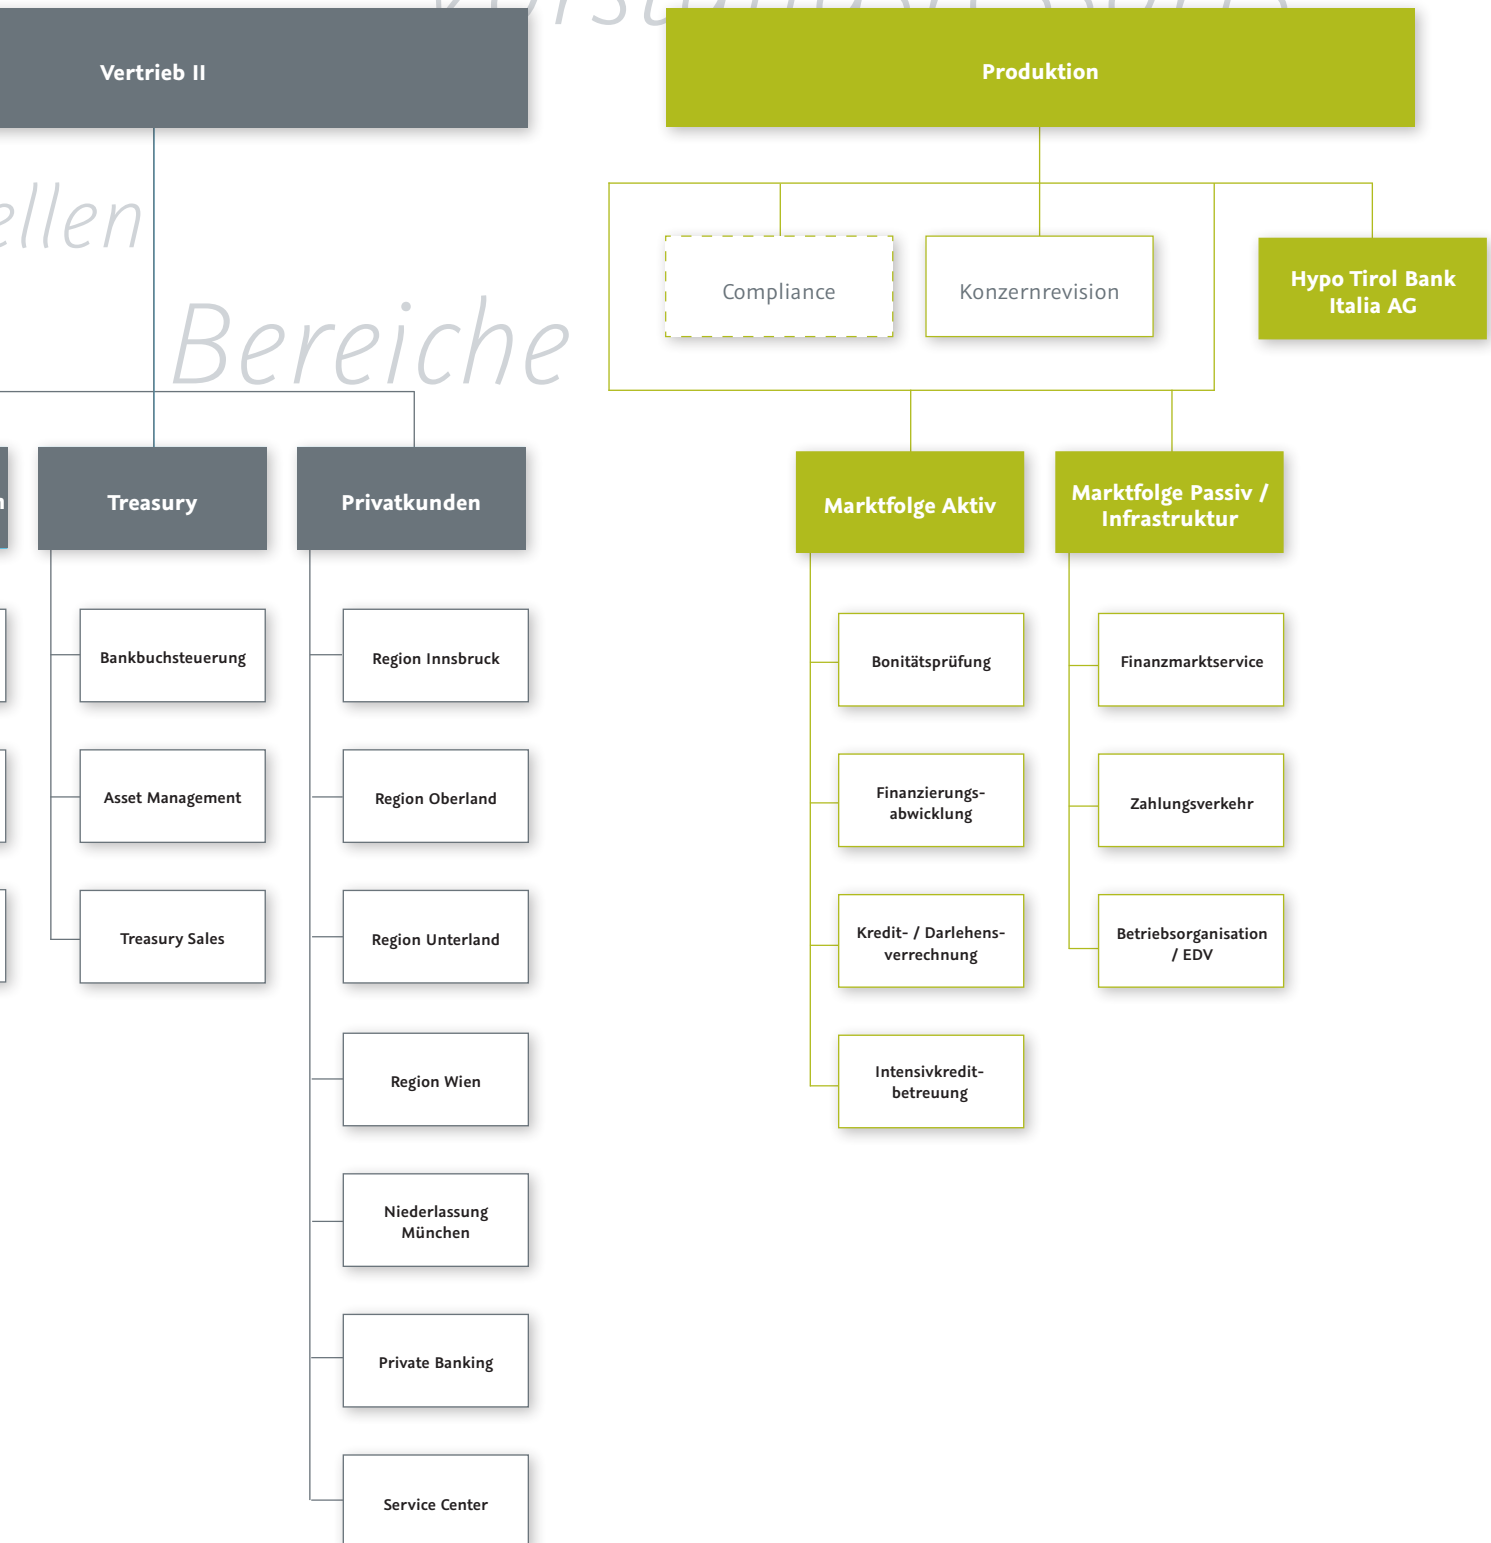 Vertrieb II
Produktion
Compliance
Konzernrevision
Hypo Tirol Bank
Italia AG
Bereiche
Treasury
Privatkunden
Marktfolge Aktiv
Marktfolge Passiv /
Infrastruktur
Bankbuchsteuerung
Region Innsbruck
Bonitätsprüfung
Finanzmarktservice
Asset Management
Region Oberland
Finanzierungs-
abwicklung
Zahlungsverkehr
Treasury Sales
Region Unterland
Kredit- / Darlehens-
verrechnung
Betriebsorganisation
/ EDV
Region Wien
Intensivkredit-
betreuung
Niederlassung
München
Private Banking
Service Center